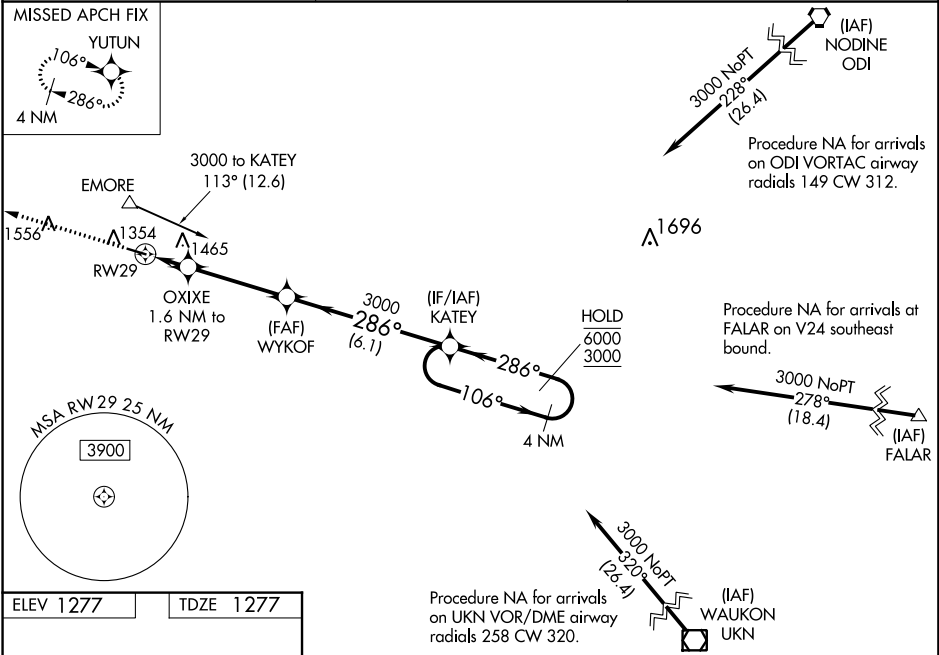 MISSED APCH FIX
YUTUN
106°
286°
4 NM
(IAF)
NODINE
ODI
3000 NoPT
228°
(26.4)
Procedure NA for arrivals
on ODI VORTAC airway
radials 149 CW 312.
3000 to KATEY
113° (12.6)
EMORE
1556
1354
1465
1696
RW29
OXIXE
1.6 NM to
RW29
(FAF)
WYKOF
3000
286°
(6.1)
(IF/IAF)
KATEY
HOLD
6000
3000
286°
106°
4 NM
Procedure NA for arrivals at
FALAR on V24 southeast
bound.
3000 NoPT
278°
(18.4)
(IAF)
FALAR
MSA RW29 25 NM
3900
3000 NoPT
320°
(26.4)
(IAF)
WAUKON
UKN
Procedure NA for arrivals
on UKN VOR/DME airway
radials 258 CW 320.
ELEV 1277
TDZE 1277